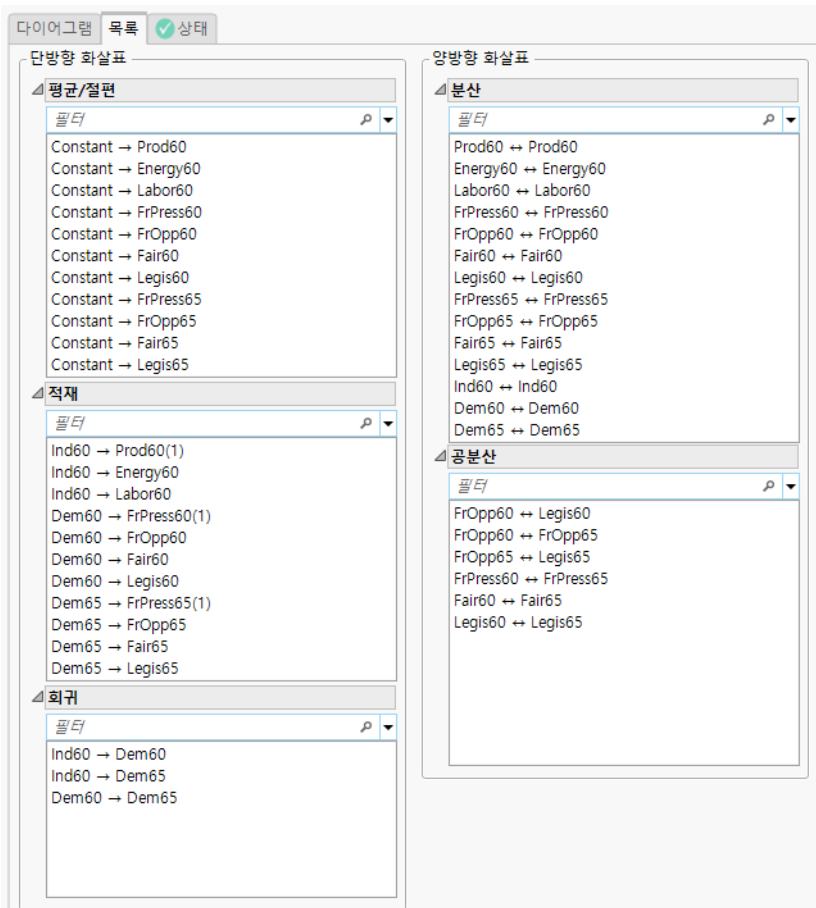 다이어그램 목록 상태
단방향 화살표
평균/절편
필터
Constant → Prod60
Constant → Energy60
Constant → Labor60
Constant → FrPress60
Constant → FrOpp60
Constant → Fair60
Constant → Legis60
Constant → FrPress65
Constant → FrOpp65
Constant → Fair65
Constant → Legis65
적재
필터
Ind60 → Prod60(1)
Ind60 → Energy60
Ind60 → Labor60
Dem60 → FrPress60(1)
Dem60 → FrOpp60
Dem60 → Fair60
Dem60 → Legis60
Dem65 → FrPress65(1)
Dem65 → FrOpp65
Dem65 → Fair65
Dem65 → Legis65
회귀
필터
Ind60 → Dem60
Ind60 → Dem65
Dem60 → Dem65
양방향 화살표
분산
필터
Prod60 ↔ Prod60
Energy60 ↔ Energy60
Labor60 ↔ Labor60
FrPress60 ↔ FrPress60
FrOpp60 ↔ FrOpp60
Fair60 ↔ Fair60
Legis60 ↔ Legis60
FrPress65 ↔ FrPress65
FrOpp65 ↔ FrOpp65
Fair65 ↔ Fair65
Legis65 ↔ Legis65
Ind60 ↔ Ind60
Dem60 ↔ Dem60
Dem65 ↔ Dem65
공분산
필터
FrOpp60 ↔ Legis60
FrOpp60 ↔ FrOpp65
FrOpp65 ↔ Legis65
FrPress60 ↔ FrPress65
Fair60 ↔ Fair65
Legis60 ↔ Legis65